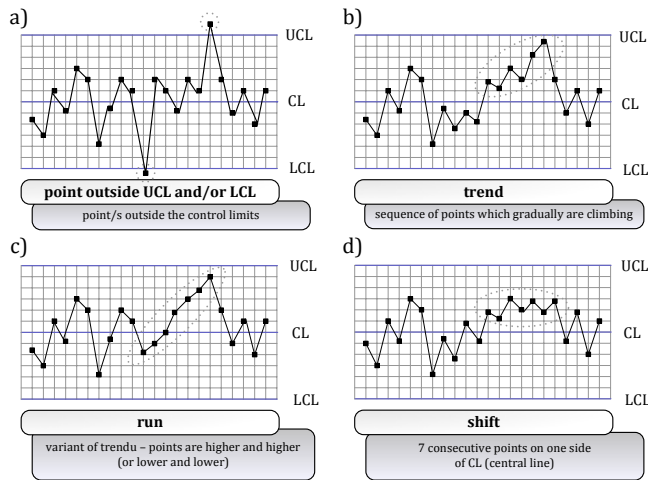 a)
UCL
CL
LCL
point outside UCL and/or LCL
point/s outside the control limits
b)
UCL
CL
LCL
trend
sequence of points which gradually are climbing
c)
UCL
CL
LCL
run
variant of trendu – points are higher and higher
(or lower and lower)
d)
UCL
CL
LCL
shift
7 consecutive points on one side
of CL (central line)